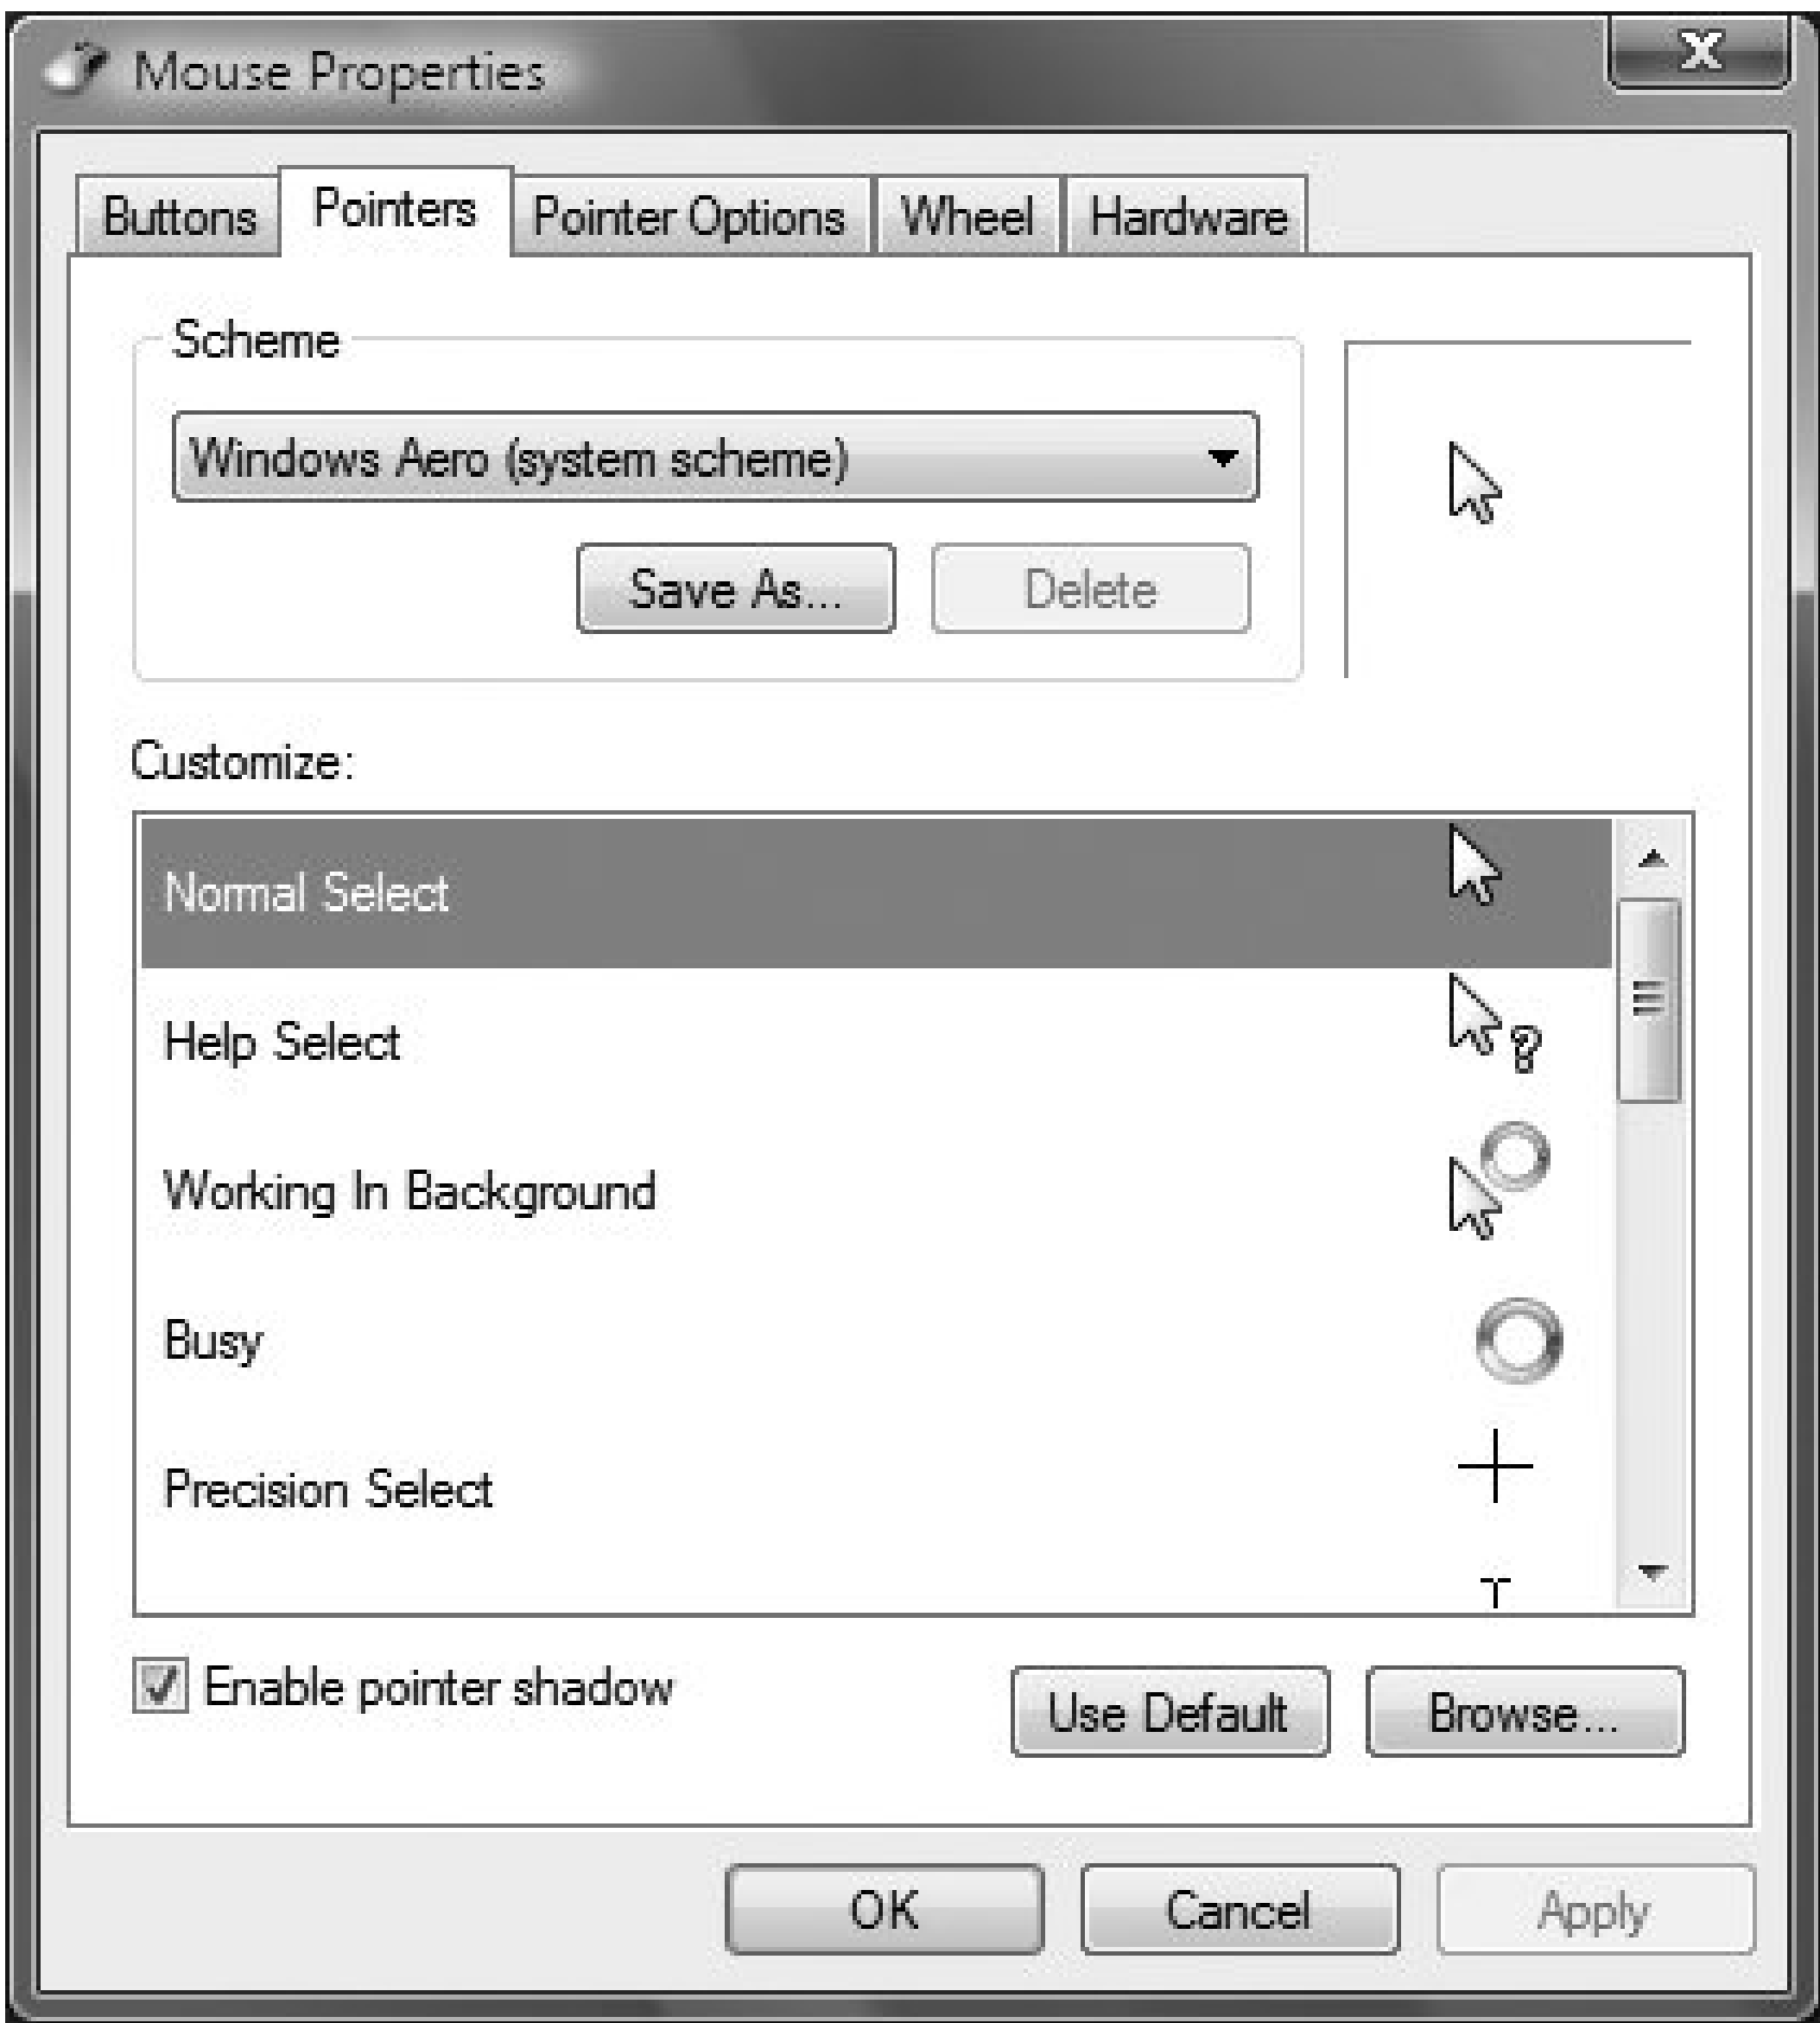 Mouse Properties
Buttons Pointers Pointer Options Wheel Hardware
Scheme
Windows Aero (system scheme)
Save As... Delete
Customize:
Normal Select
Help Select
Working In Background
Busy
Precision Select
Enable pointer shadow
Use Default Browse...
OK Cancel Apply